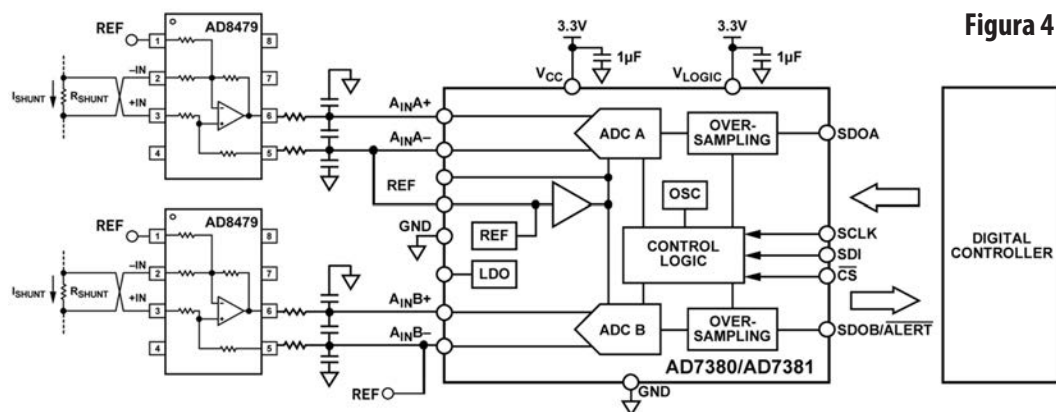 Figura 4
REF
AD8479
1
8
–IN
2
7
ISHUNT
RSHUNT
+IN
3
6
4
5
REF
AD8479
1
8
–IN
2
7
ISHUNT
RSHUNT
+IN
3
6
4
5
3.3V
1µF
3.3V
1µF
VCC
VLOGIC
AINA+
AINA–
REF
GND
AINB+
AINB–
REF
ADC A
OVER-
SAMPLING
SDOA
OSC
REF
LDO
CONTROL
LOGIC
SCLK
SDI
CS
ADC B
OVER-
SAMPLING
SDOB/ALERT
AD7380/AD7381
GND
DIGITAL
CONTROLLER